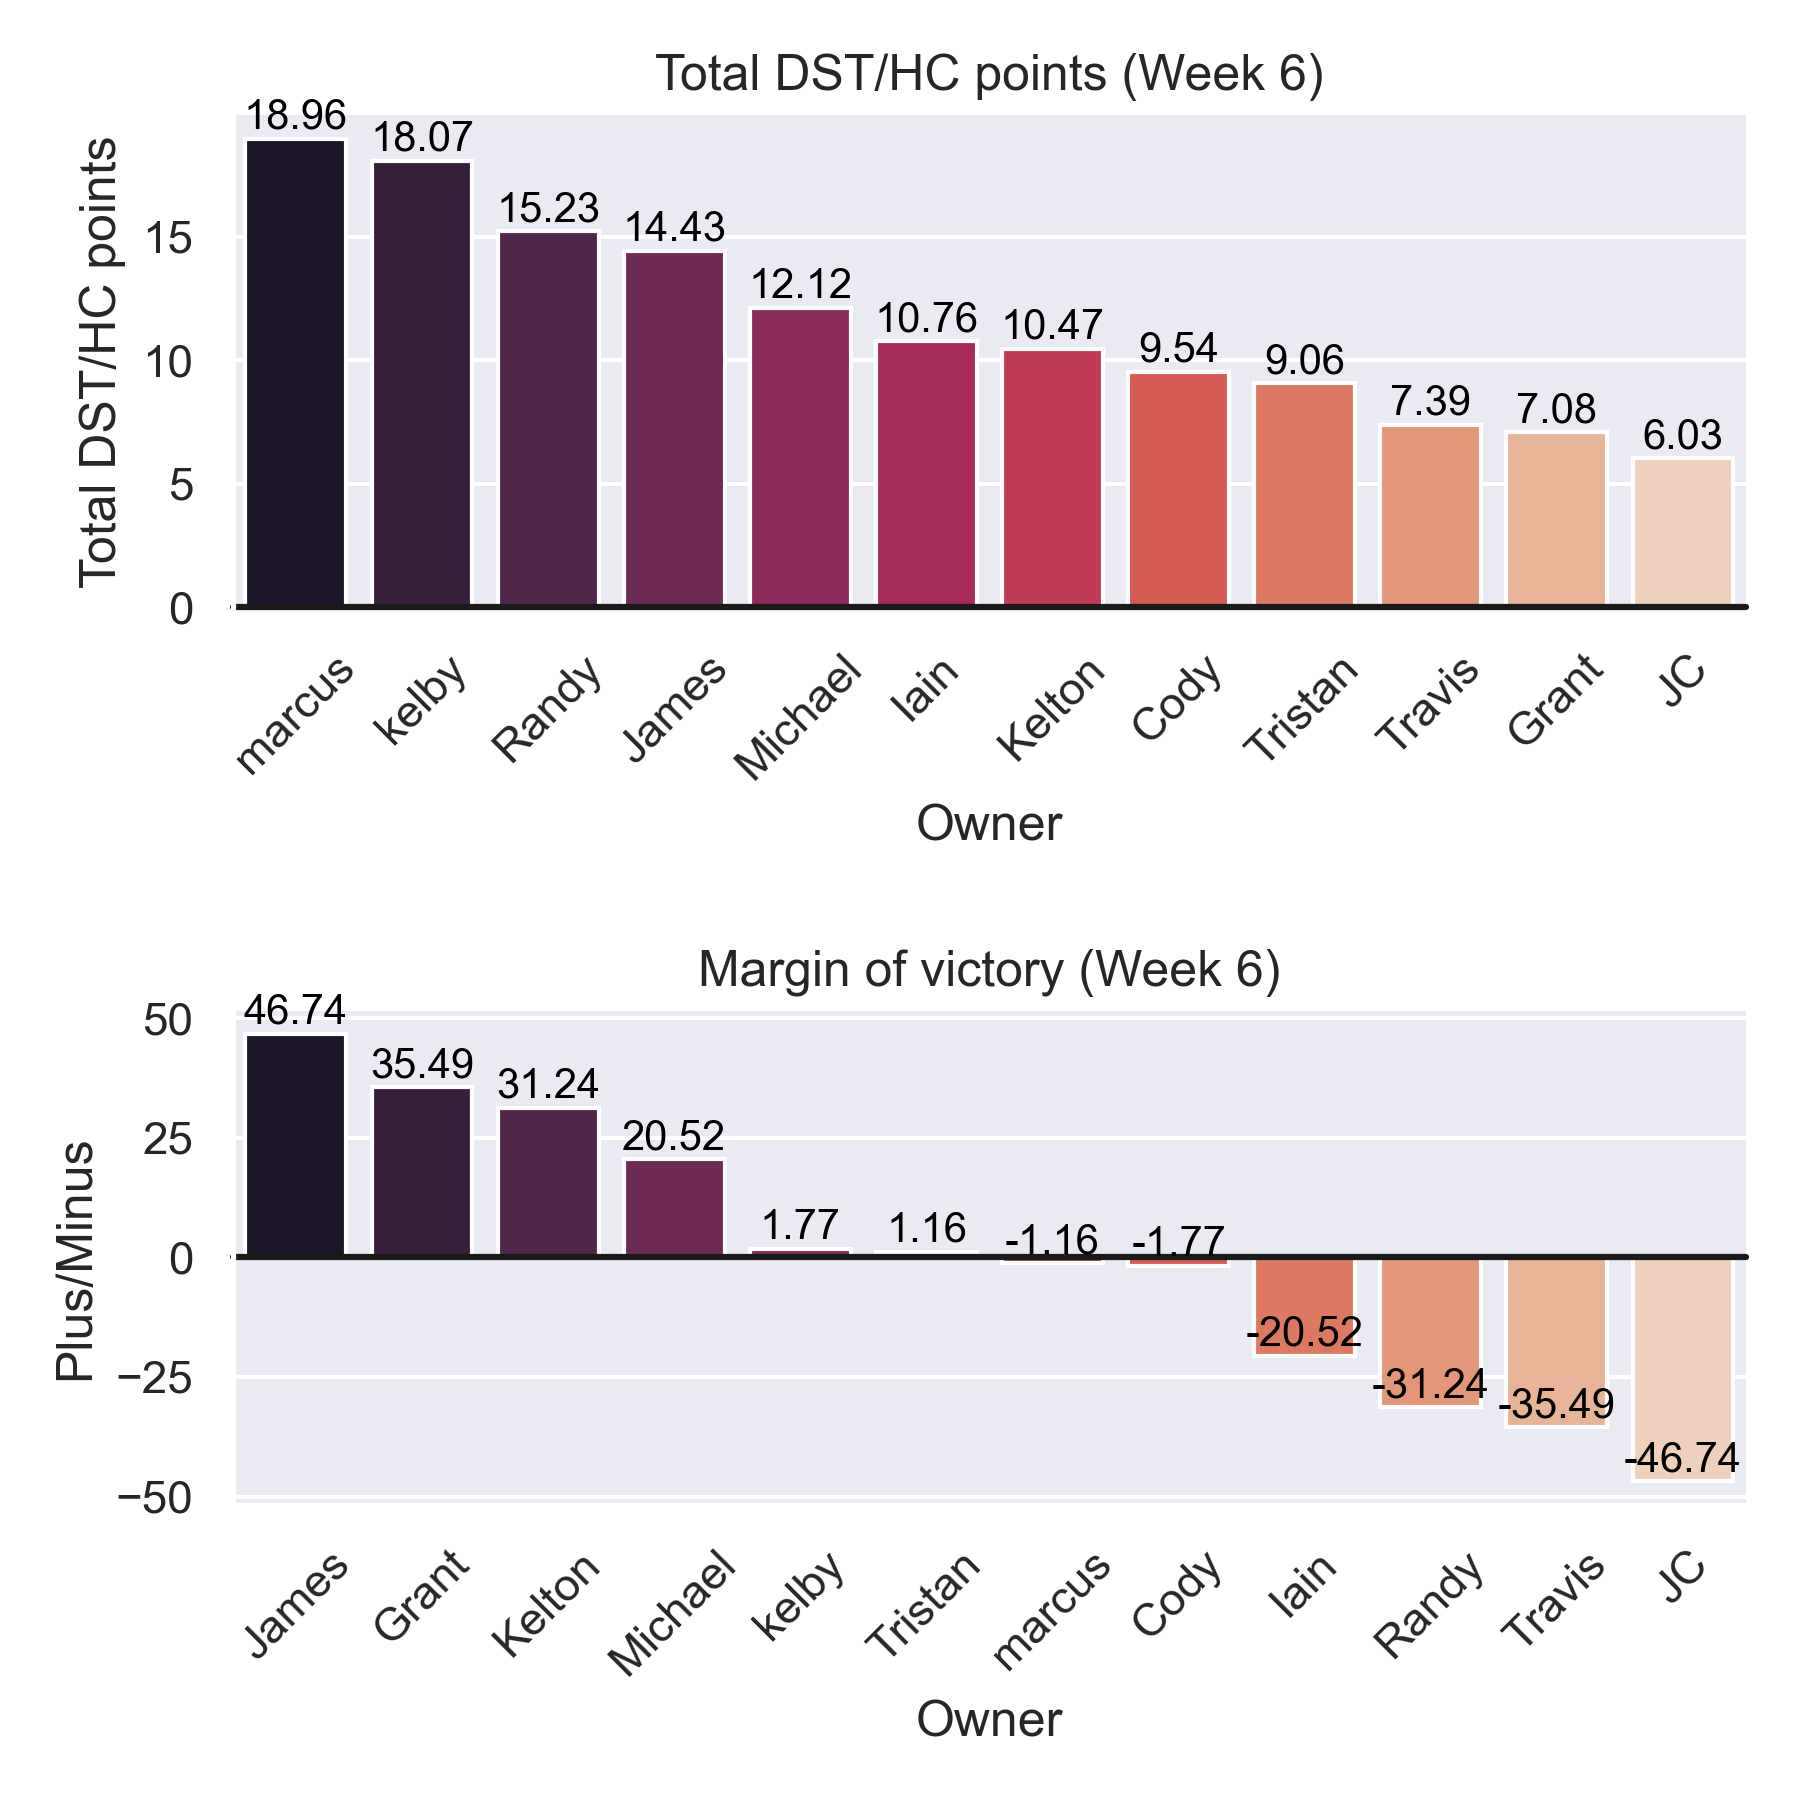 Total DST/HC points (Week 6)
Total DST/HC points
15
10
5
0
18.96
18.07
15.23
14.43
12.12
10.76
10.47
9.54
9.06
7.39
7.08
6.03
marcus
kelby
Randy
James
Michael
Iain
Kelton
Cody
Tristan
Travis
Grant
JC
Owner
Margin of victory (Week 6)
Plus/Minus
50
25
0
−25
−50
46.74
35.49
31.24
20.52
1.77
1.16
-1.16
-1.77
-20.52
-31.24
-35.49
-46.74
James
Grant
Kelton
Michael
kelby
Tristan
marcus
Cody
Iain
Randy
Travis
JC
Owner